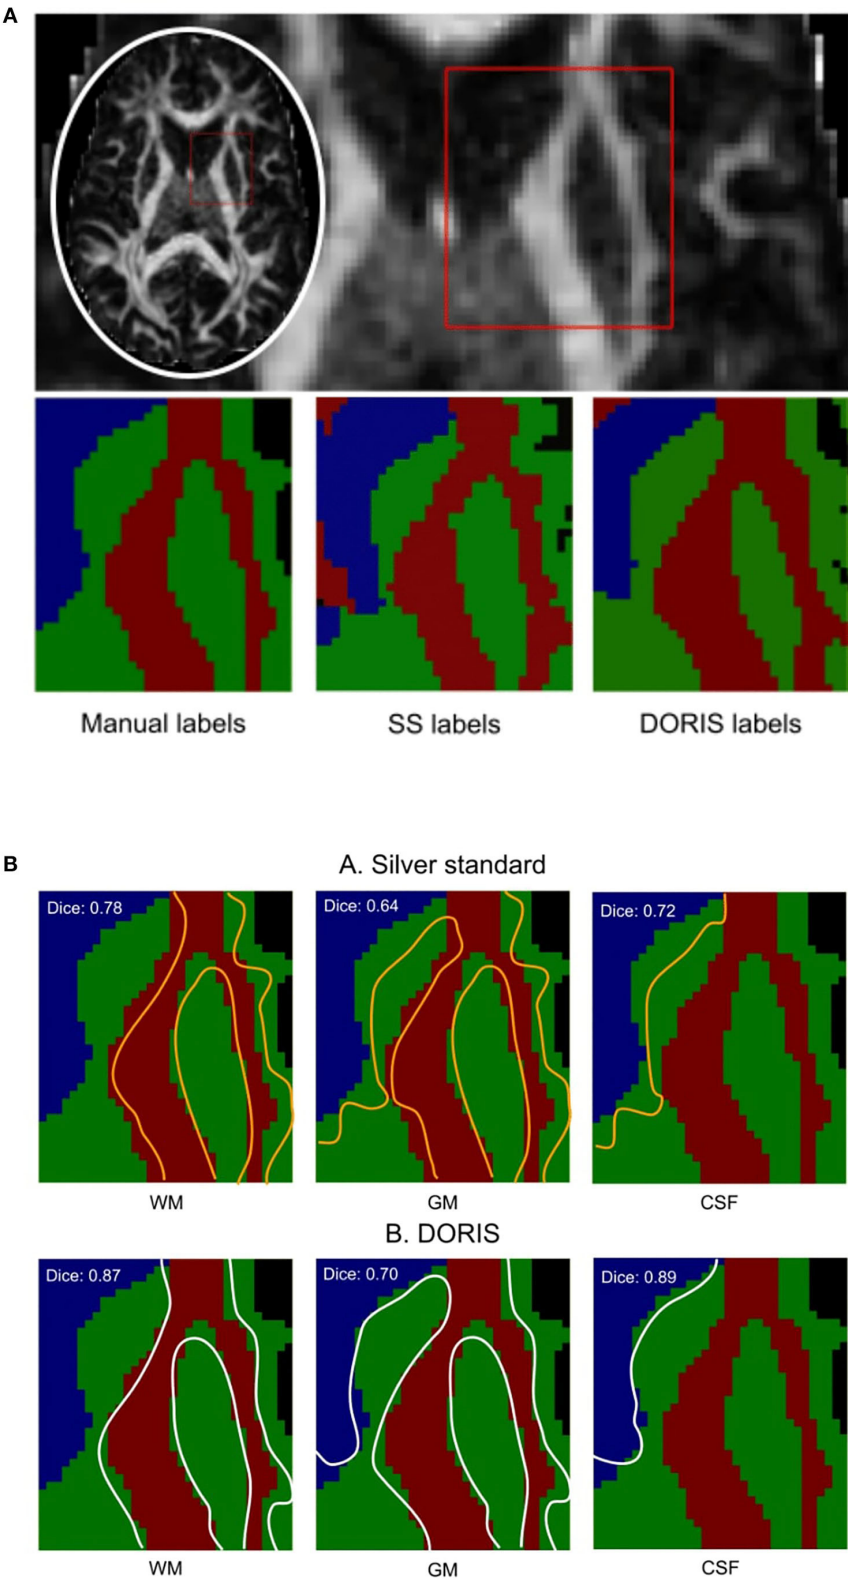 A
Manual labels
SS labels
DORIS labels
B
A. Silver standard
Dice: 0.78
Dice: 0.64
Dice: 0.72
WM
GM
CSF
B. DORIS
Dice: 0.87
Dice: 0.70
Dice: 0.89
WM
GM
CSF